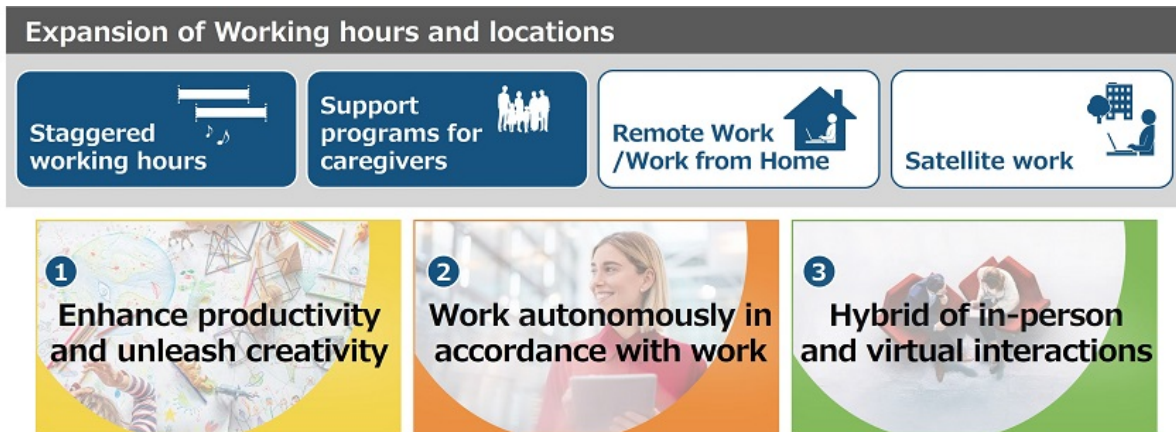 Expansion of Working hours and locations
Staggered
working hours
Support
programs for
caregivers
Remote Work
/Work from Home
Satellite work
1
Enhance productivity
and unleash creativity
2
Work autonomously in
accordance with work
3
Hybrid of in-person
and virtual interactions